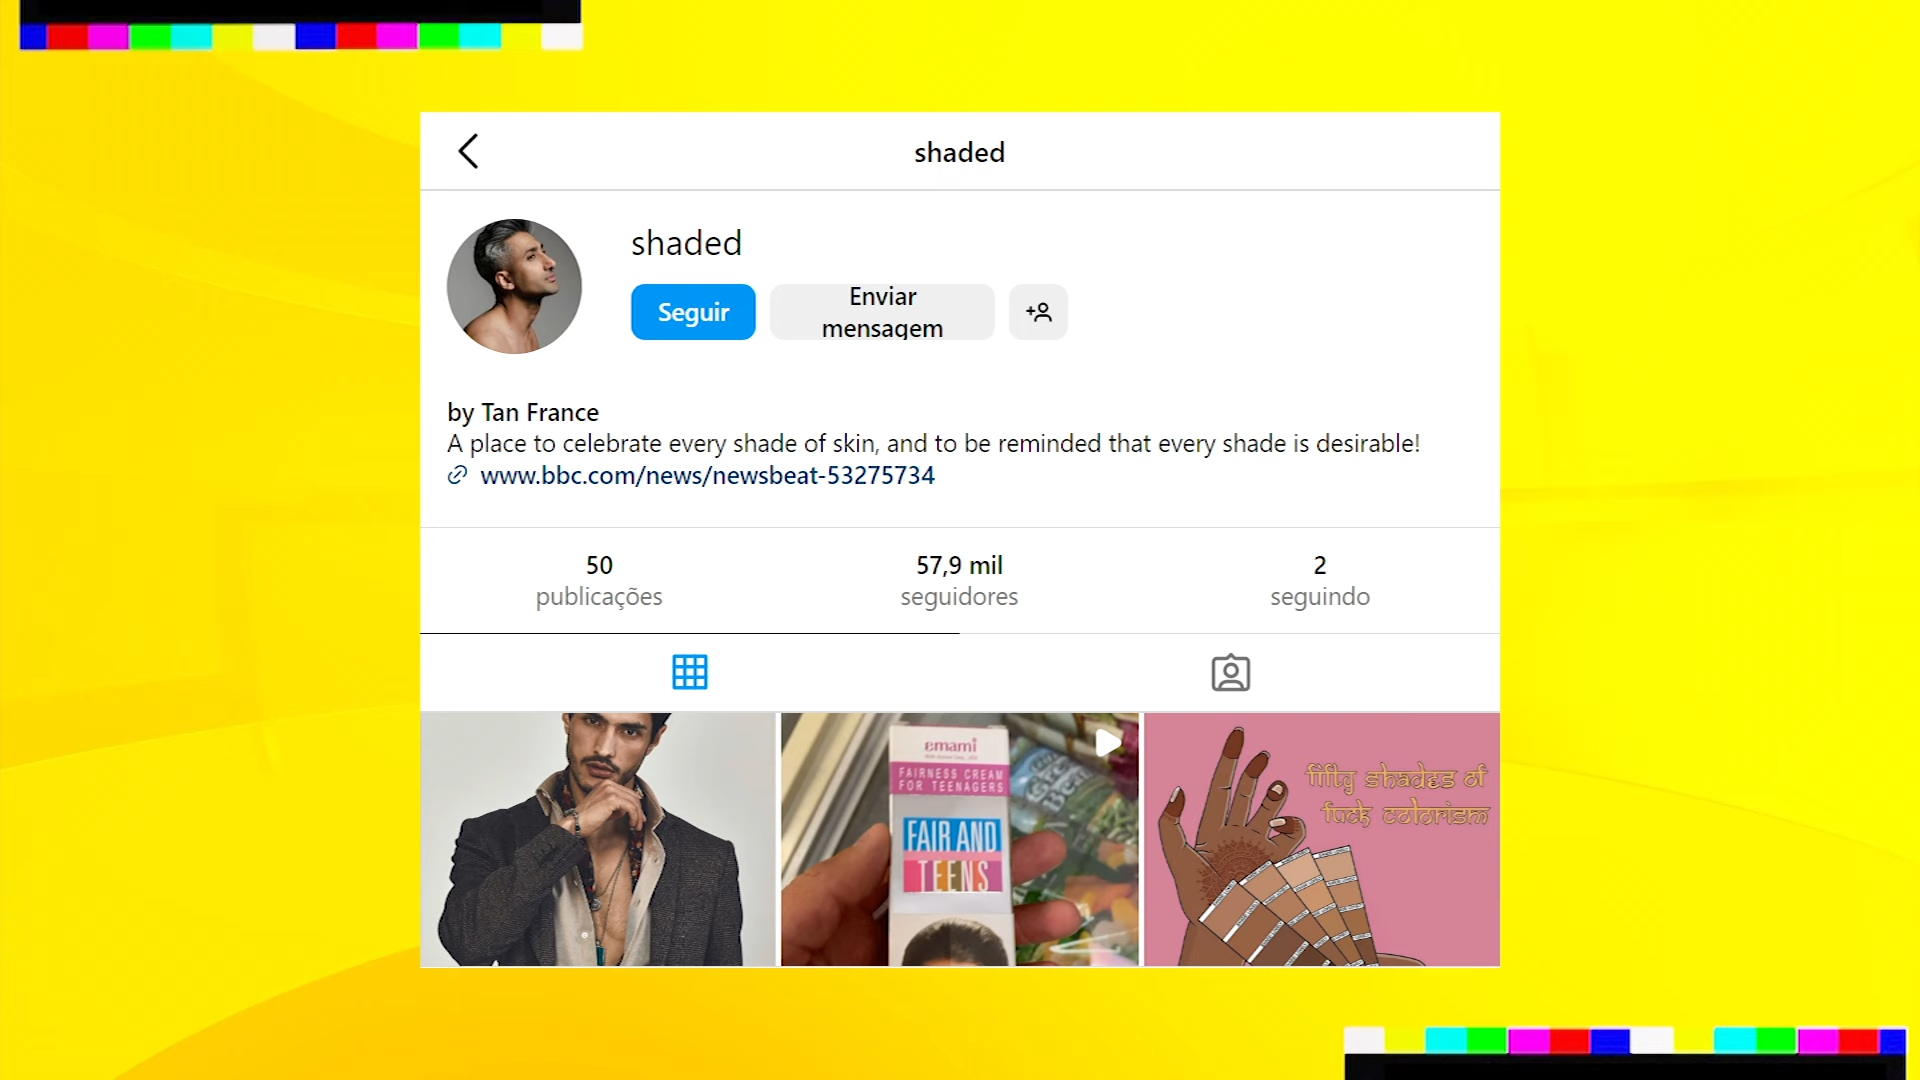 shaded
shaded
Seguir
Enviar
mensagem
by Tan France
A place to celebrate every shade of skin, and to be reminded that every shade is desirable!
www.bbc.com/news/newsbeat-53275734
50
57,9 mil
2
publicações
seguidores
seguindo
emami
FAIRNESS CREAM
FOR TEENAGERS
FAIR AND
TEENS
fifty shades of
fuck colorism